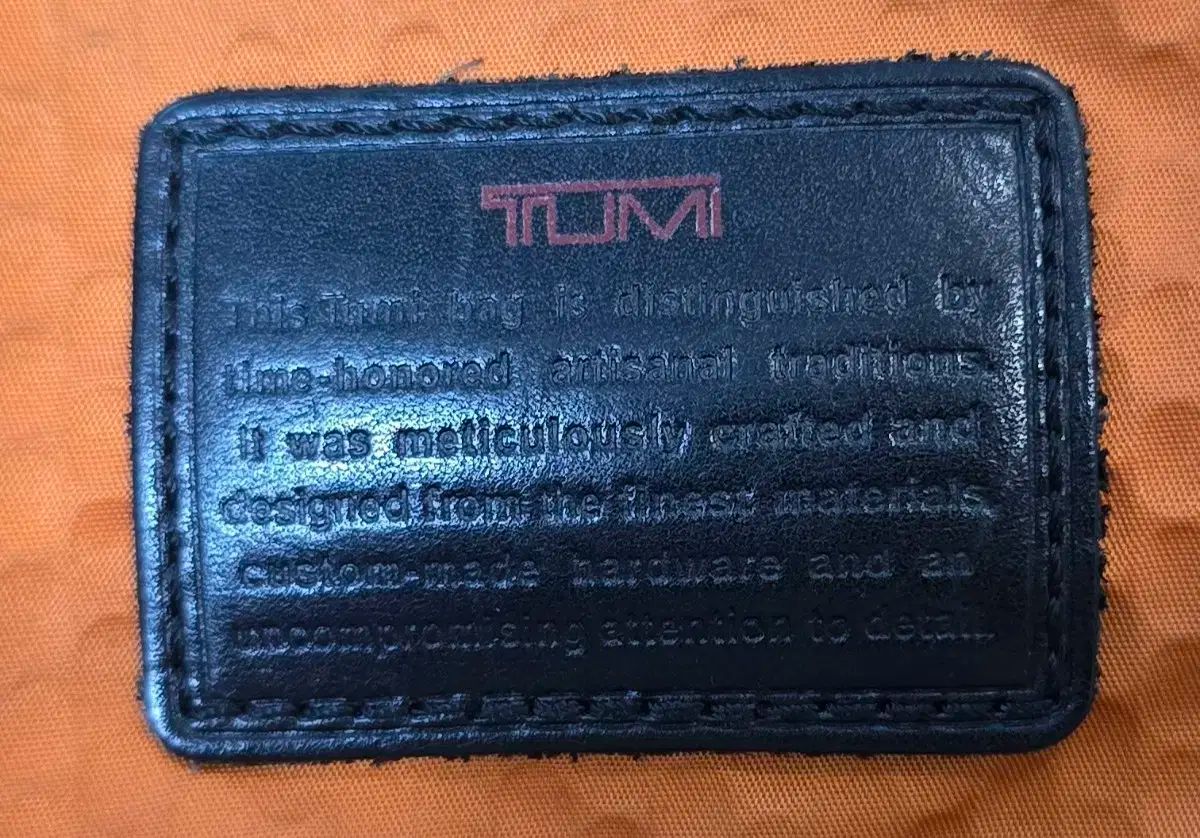 TUMI
This Tumi bag is distinguished by
time-honored artisanal traditions.
It was meticulously crafted and
designed from the finest materials,
custom-made hardware and an
uncompromising attention to detail.